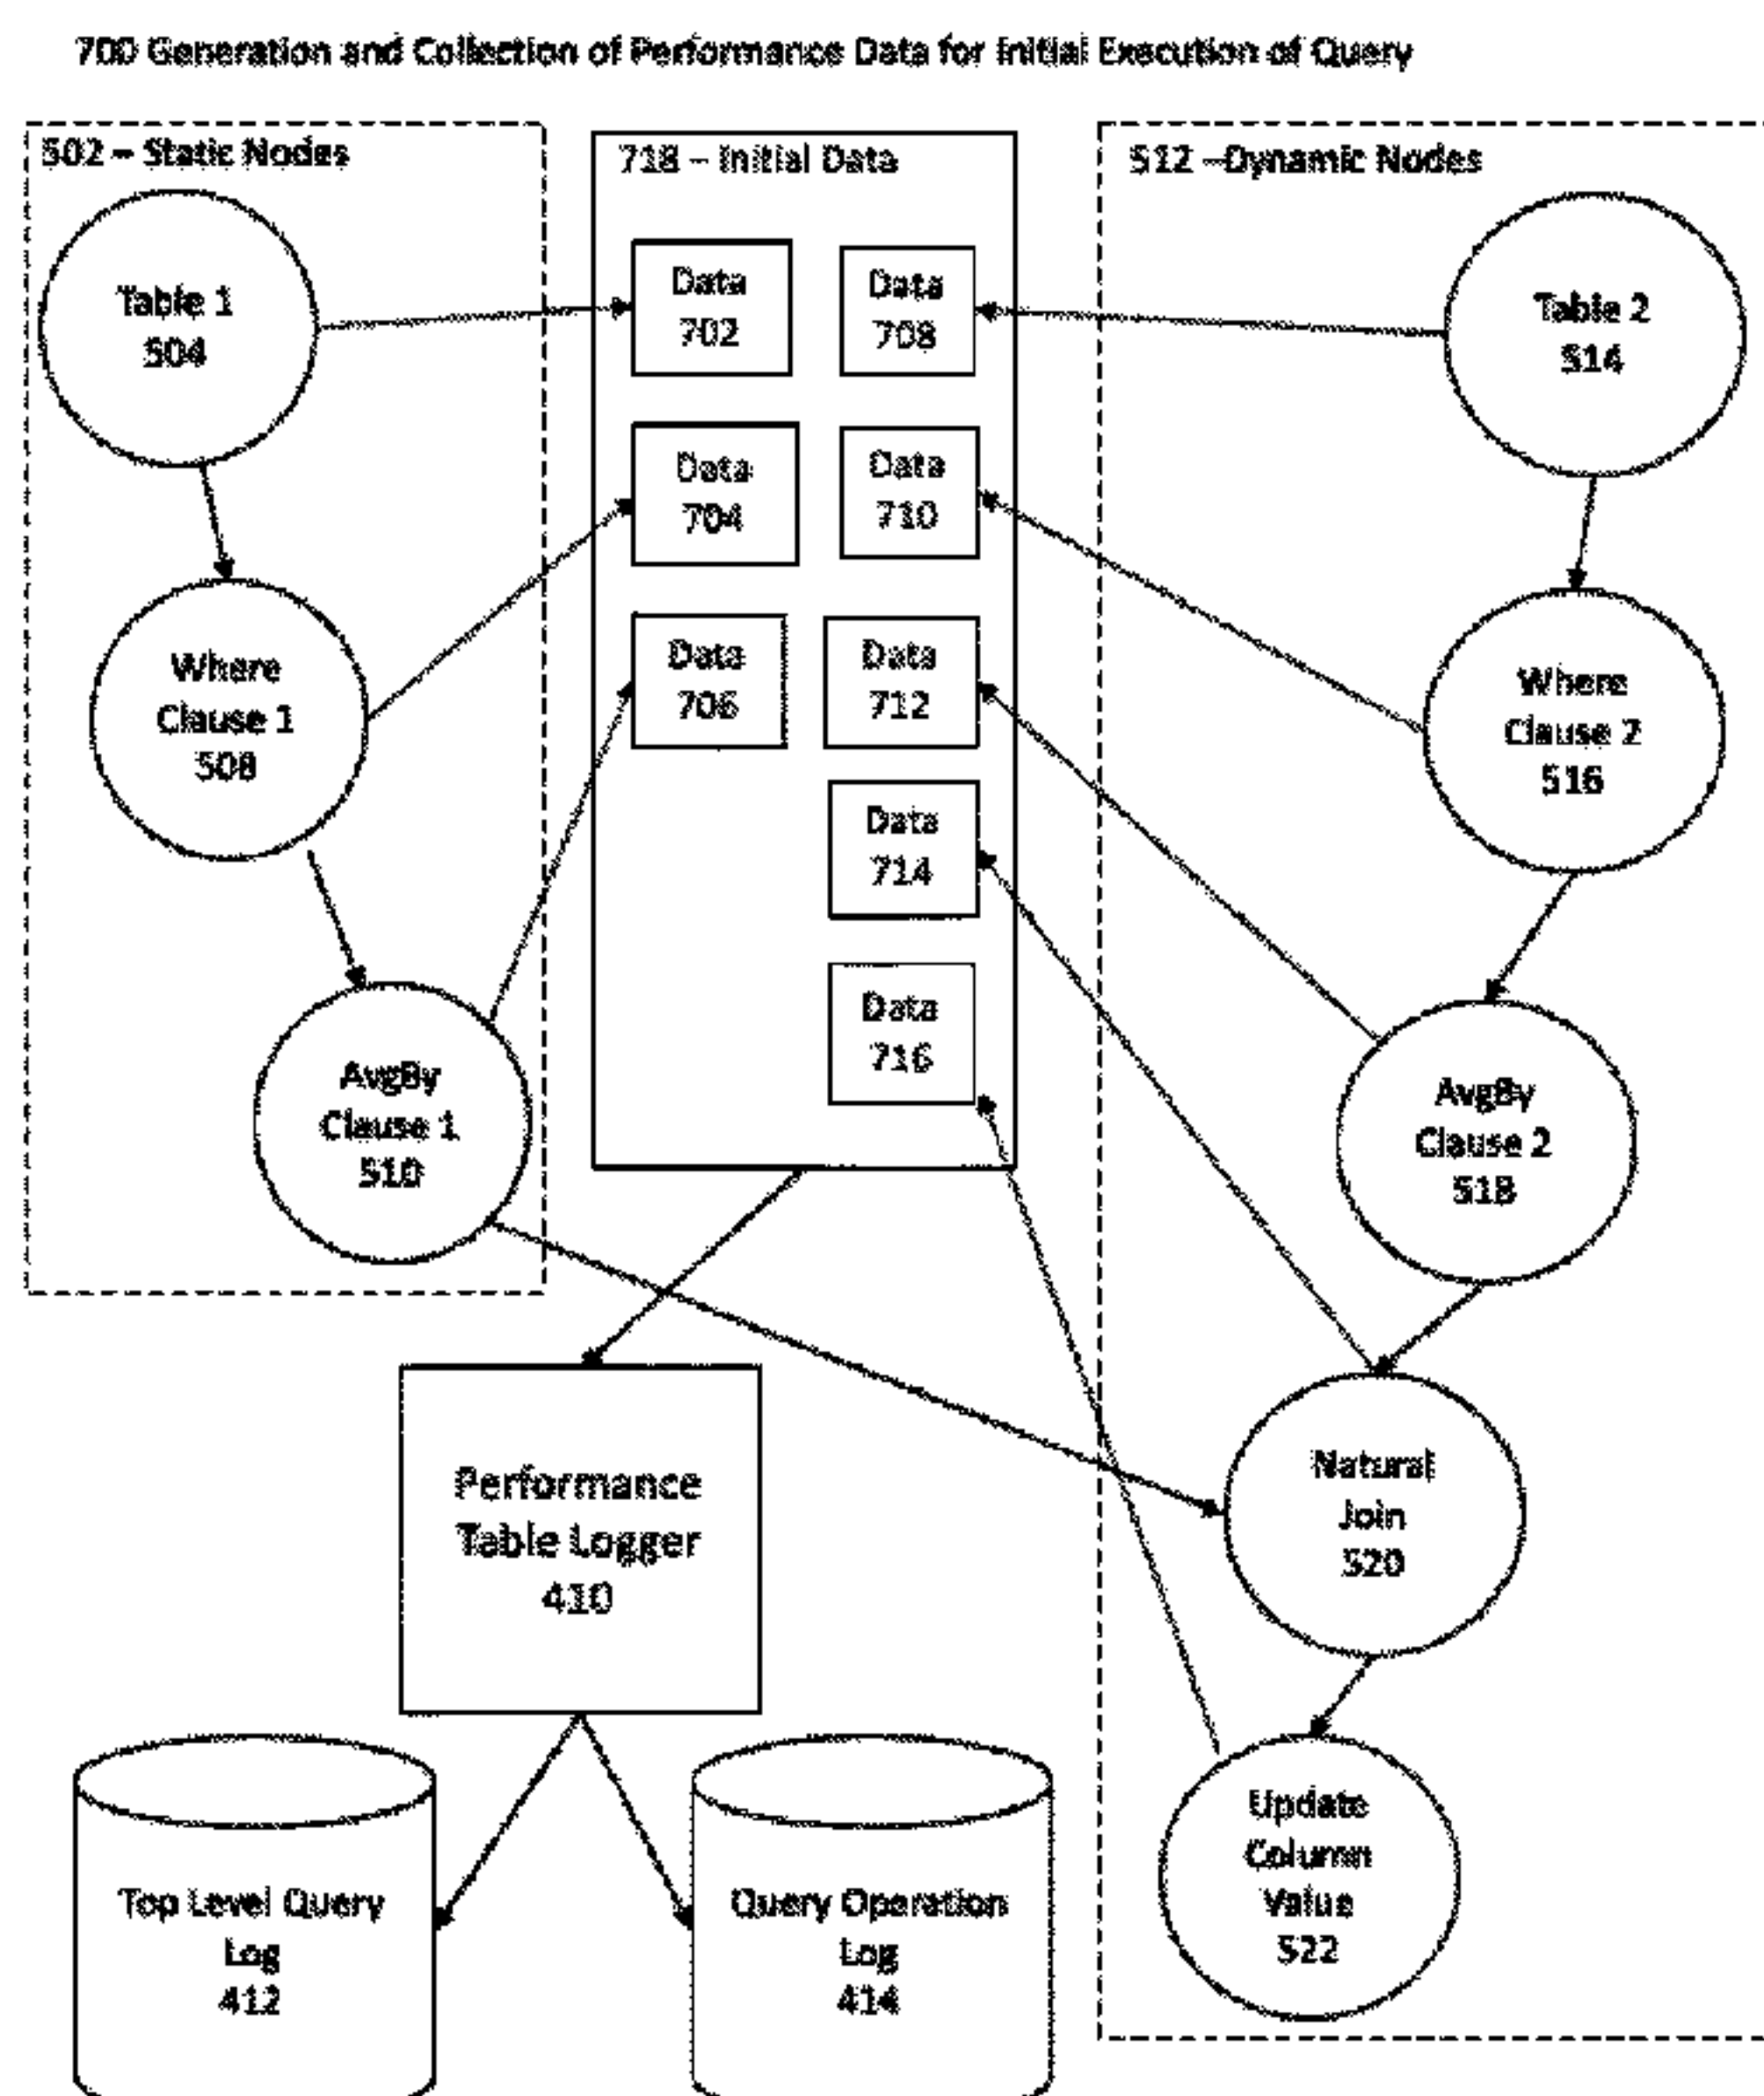 700 Generation and Collection of Performance Data for Initial Execution of Query
502 – Static Nodes
Table 1
504
Where
Clause 1
508
AvgBy
Clause 1
510
718 – Initial Data
Data
702
Data
708
Data
704
Data
710
Data
706
Data
712
Data
714
Data
716
512 –Dynamic Nodes
Table 2
514
Where
Clause 2
516
AvgBy
Clause 2
518
Natural
Join
520
Update
Column
Value
522
Performance
Table Logger
410
Top Level Query
Log
412
Query Operation
Log
414